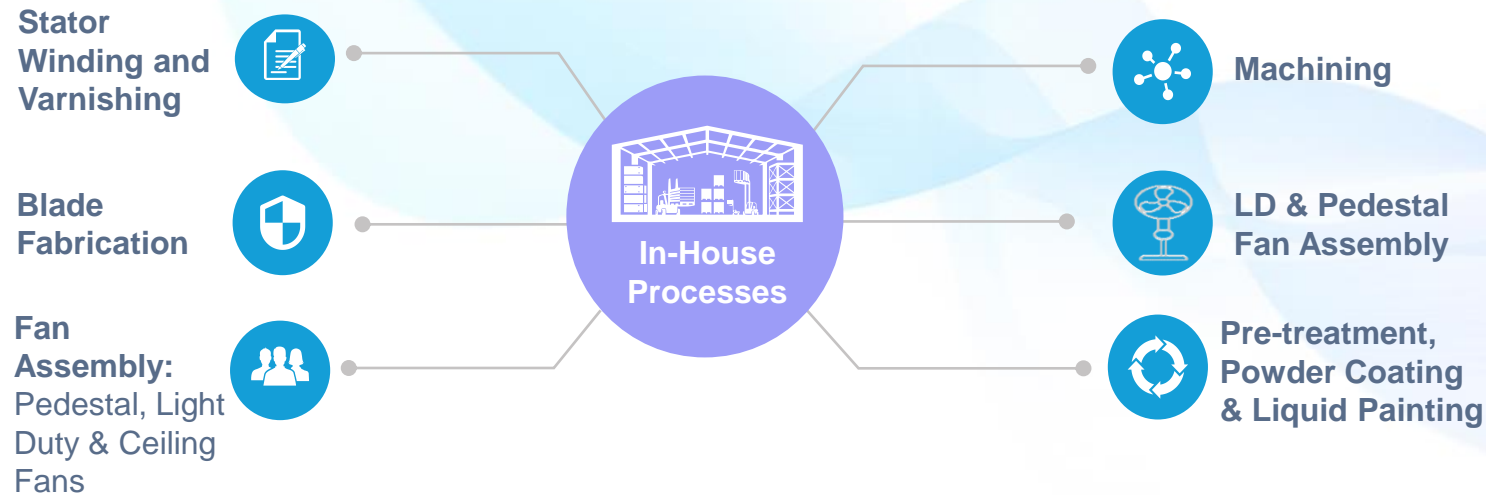 Stator
Winding and
Varnishing
Blade
Fabrication
Fan
Assembly:
Pedestal, Light
Duty & Ceiling
Fans
In-House
Processes
Machining
LD & Pedestal
Fan Assembly
Pre-treatment,
Powder Coating
& Liquid Painting